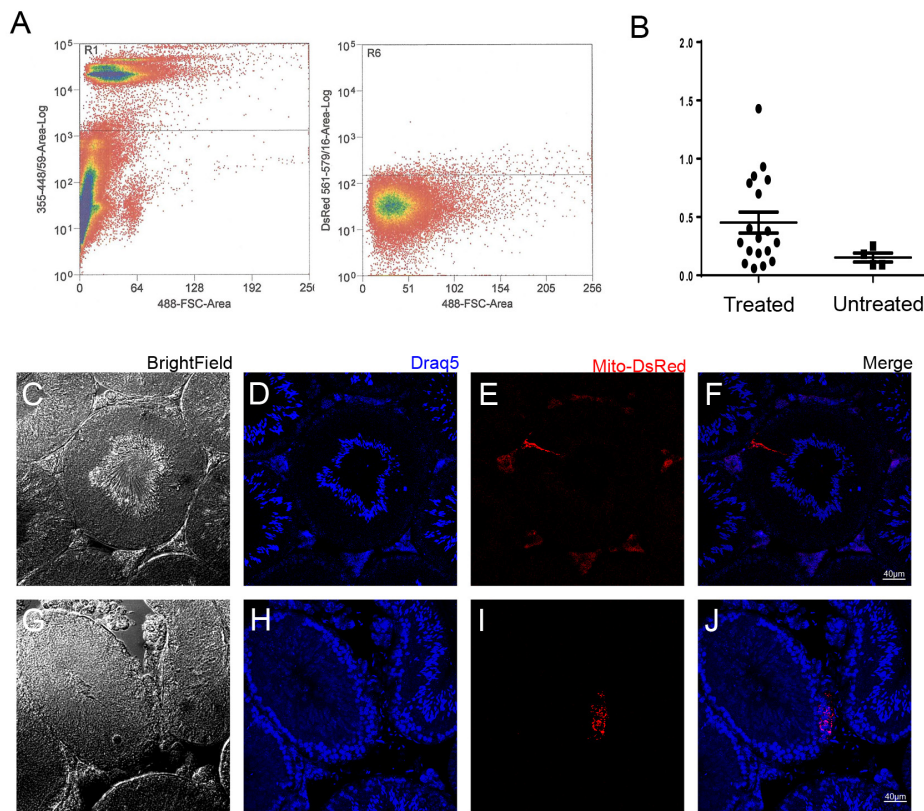 A
R1
10⁵
10⁴
10³
10²
10¹
10⁰
355-448/59-Area-Log
0 64 128 192 256
488-FSC-Area
R6
10⁵
10⁴
10³
10²
10¹
10⁰
DsRed 561-579/16-Area-Log
0 51 102 154 205 256
488-FSC-Area
B
2.0
1.5
1.0
0.5
0.0
Treated Untreated
BrightField Draq5 Mito-DsRed Merge
C D E F
40µm
G H I J
40µm